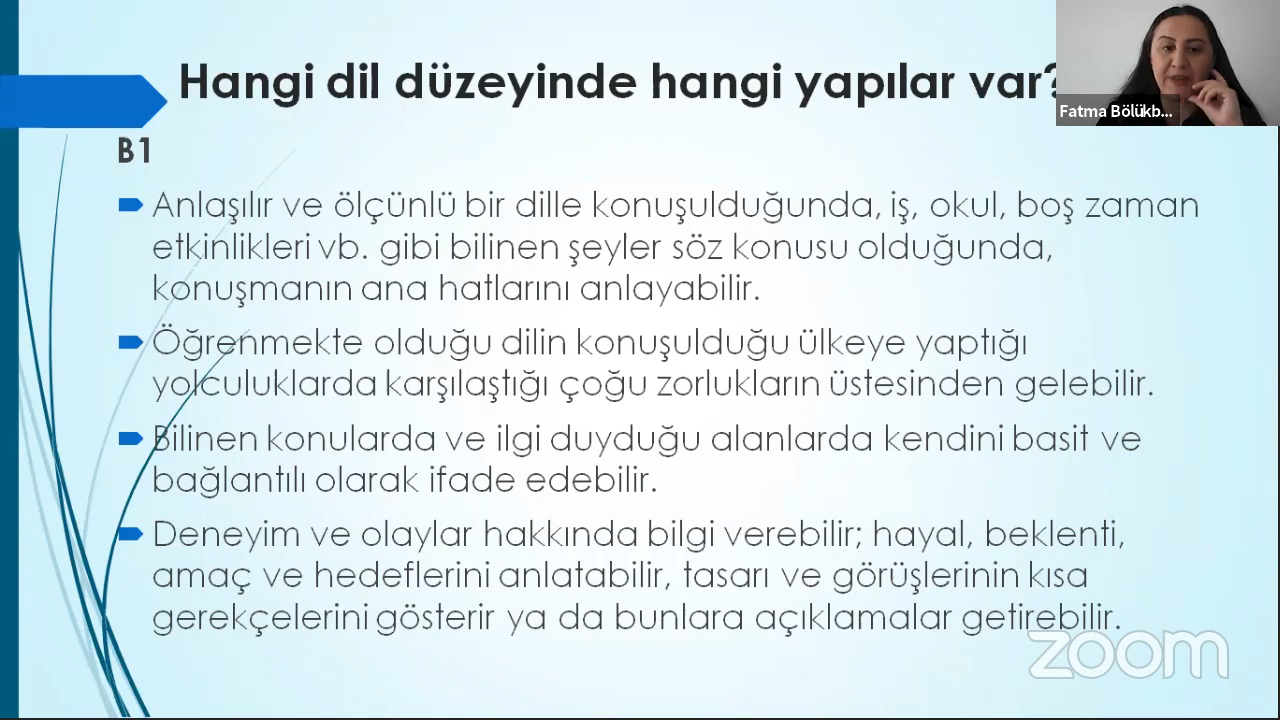 Hangi dil düzeyinde hangi yapılar var?
Fatma Bölükb...
B1
Anlaşılır ve ölçünlü bir dille konuşulduğunda, iş, okul, boş zaman
etkinlikleri vb. gibi bilinen şeyler söz konusu olduğunda,
konuşmanın ana hatlarını anlayabilir.
Öğrenmekte olduğu dilin konuşulduğu ülkeye yaptığı
yolculuklarda karşılaştığı çoğu zorlukların üstesinden gelebilir.
Bilinen konularda ve ilgi duyduğu alanlarda kendini basit ve
bağlantılı olarak ifade edebilir.
Deneyim ve olaylar hakkında bilgi verebilir; hayal, beklenti,
amaç ve hedeflerini anlatabilir, tasarı ve görüşlerinin kısa
gerekçelerini gösterir ya da bunlara açıklamalar getirebilir.
zoom